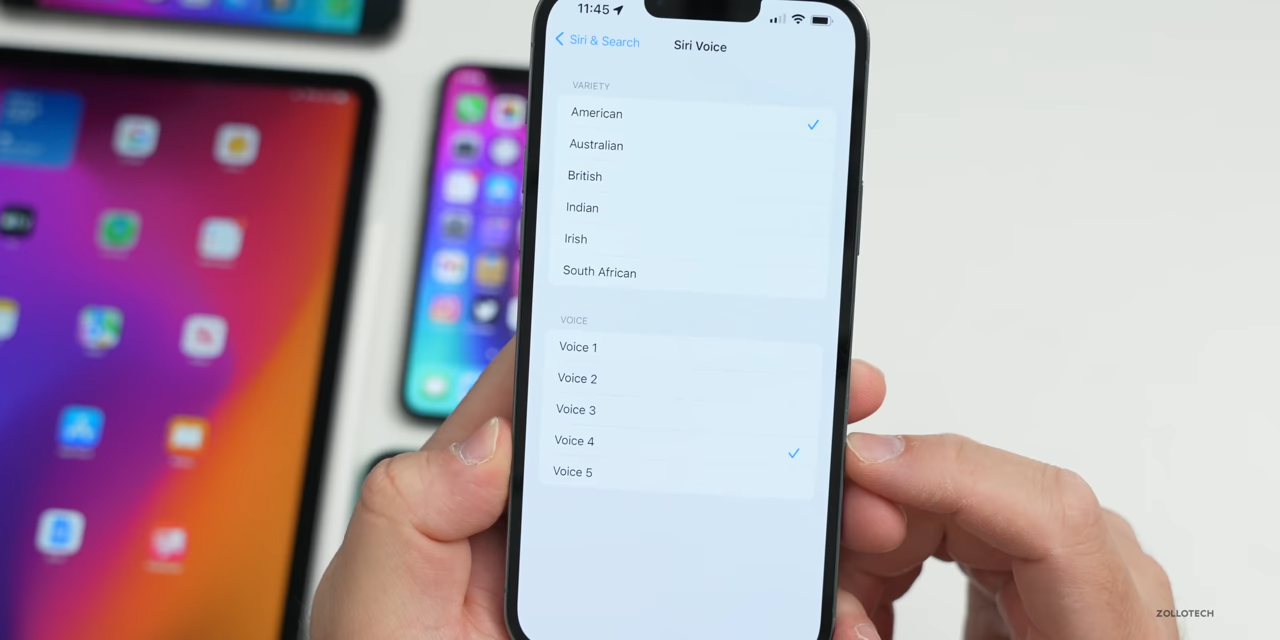 11:45
Siri & Search
Siri Voice
VARIETY
American
Australian
British
Indian
Irish
South African
VOICE
Voice 1
Voice 2
Voice 3
Voice 4
Voice 5
ZOLLOTECH